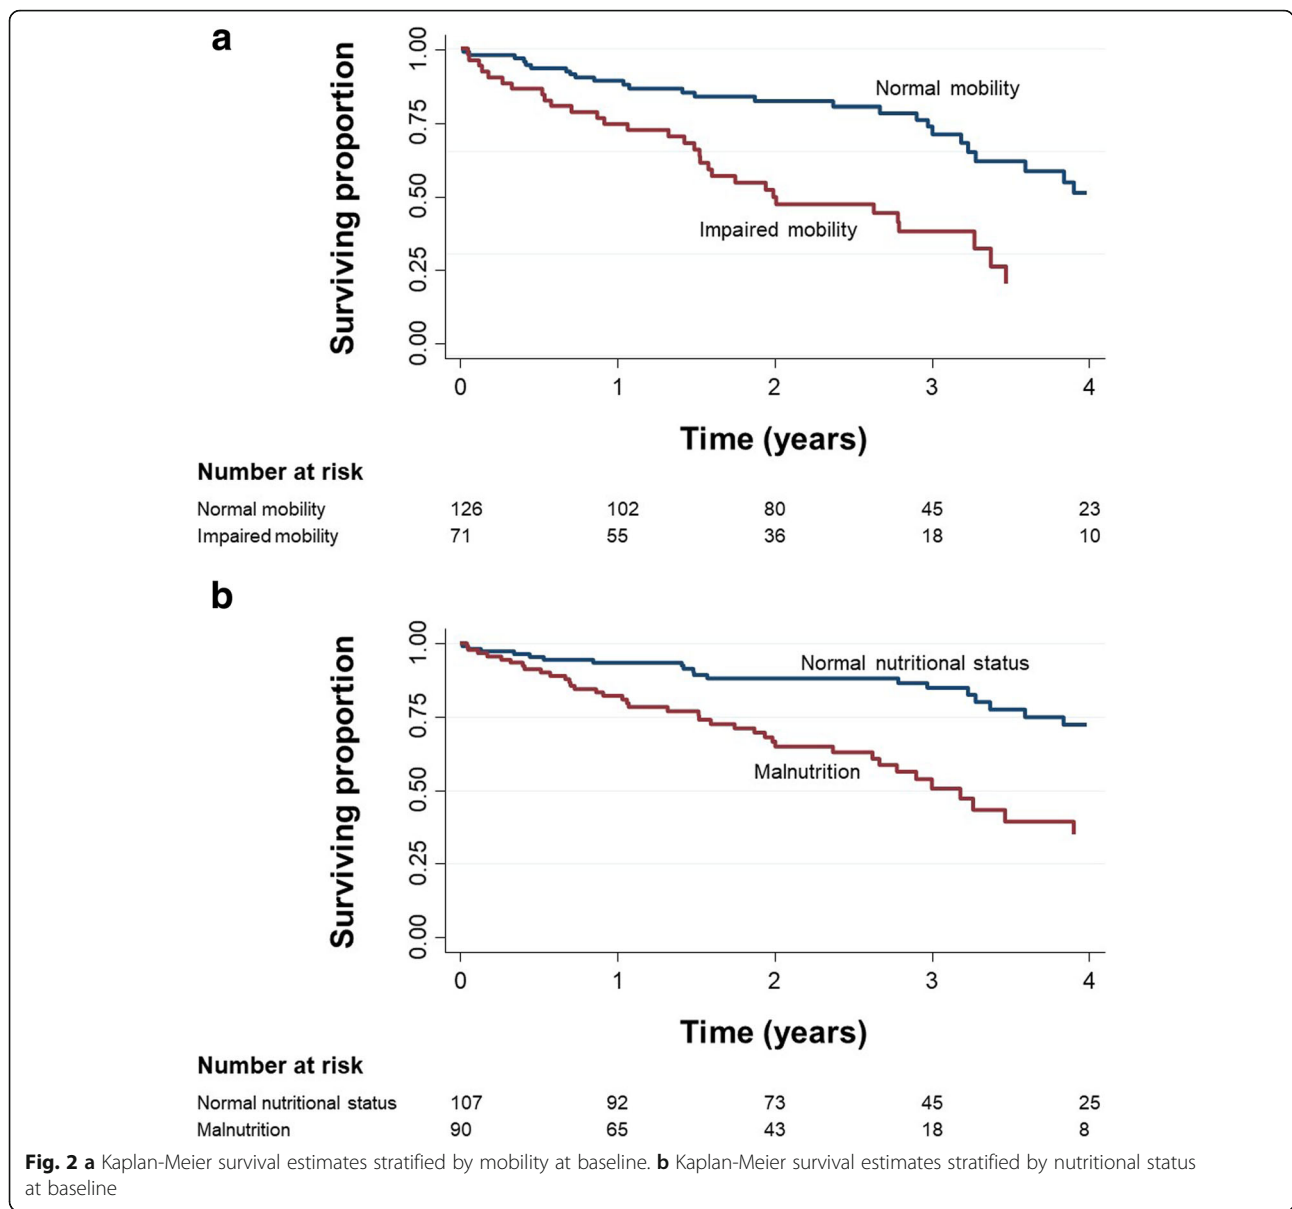 a
Surviving proportion
1.00
0.75
0.50
0.25
0.00
Normal mobility
Impaired mobility
0 1 2 3 4
Time (years)
Number at risk
Normal mobility 126 102 80 45 23
Impaired mobility 71 55 36 18 10
b
Surviving proportion
1.00
0.75
0.50
0.25
0.00
Normal nutritional status
Malnutrition
0 1 2 3 4
Time (years)
Number at risk
Normal nutritional status 107 92 73 45 25
Malnutrition 90 65 43 18 8
Fig. 2 a Kaplan-Meier survival estimates stratified by mobility at baseline. b Kaplan-Meier survival estimates stratified by nutritional status
at baseline